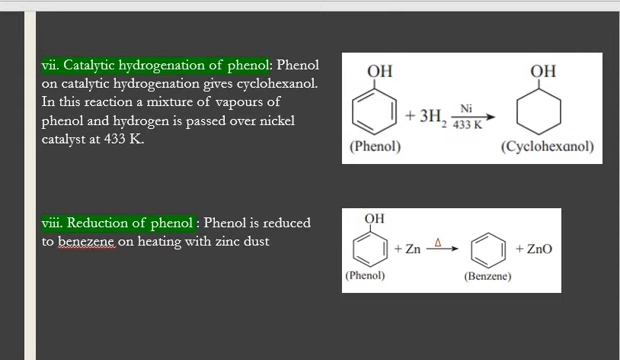 vii. Catalytic hydrogenation of phenol: Phenol
on catalytic hydrogenation gives cyclohexanol.
In this reaction a mixture of vapours of
phenol and hydrogen is passed over nickel
catalyst at 433 K.
OH
OH
+ 3H₂
Ni
433 K
(Phenol)
(Cyclohexanol)
viii. Reduction of phenol : Phenol is reduced
to benezene on heating with zinc dust
OH
+ Zn
Δ
+ ZnO
(Phenol)
(Benzene)